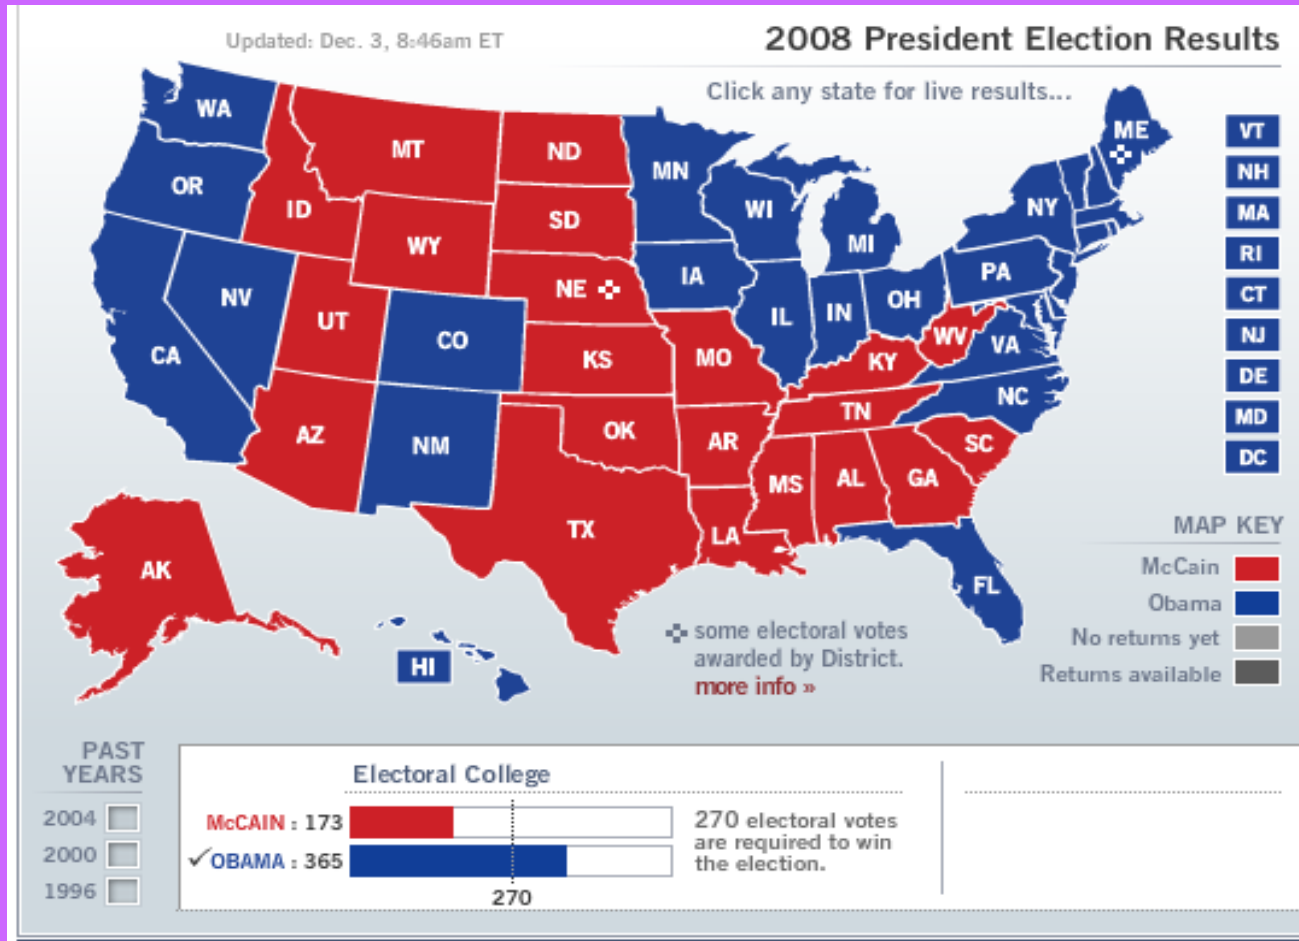 Updated: Dec. 3, 8:46am ET
2008 President Election Results
Click any state for live results...
WA
MT
ND
MN
ME
VT
OR
ID
SD
WI
NY
NH
WY
MI
MA
NV
NE
IA
PA
RI
UT
CO
IL
IN
OH
CT
CA
KS
MO
KY
WV
VA
NJ
AZ
NM
OK
AR
TN
NC
DE
TX
LA
MS
AL
GA
SC
MD
DC
AK
HI
FL
MAP KEY
McCain
Obama
No returns yet
Returns available
some electoral votes
awarded by District.
more info »
PAST
YEARS
2004
2000
1996
Electoral College
McCAIN : 173
OBAMA : 365
270
270 electoral votes
are required to win
the election.